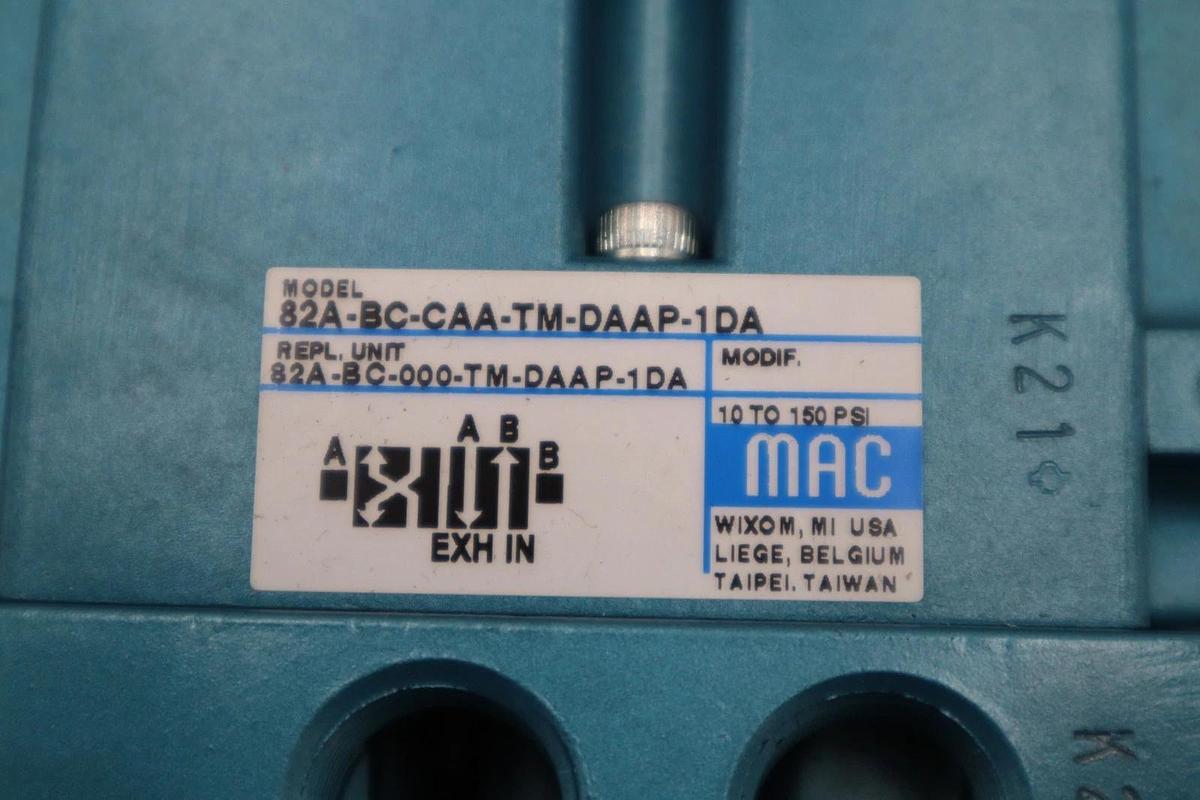 MODEL
82A-BC-CAA-TM-DAAP-1DA
REPL. UNIT
82A-BC-000-TM-DAAP-1DA
MODIF.
10 TO 150 PSI
MAC
WIXOM, MI USA
LIEGE, BELGIUM
TAIPEI. TAIWAN
A B
A B
EXH IN
K21